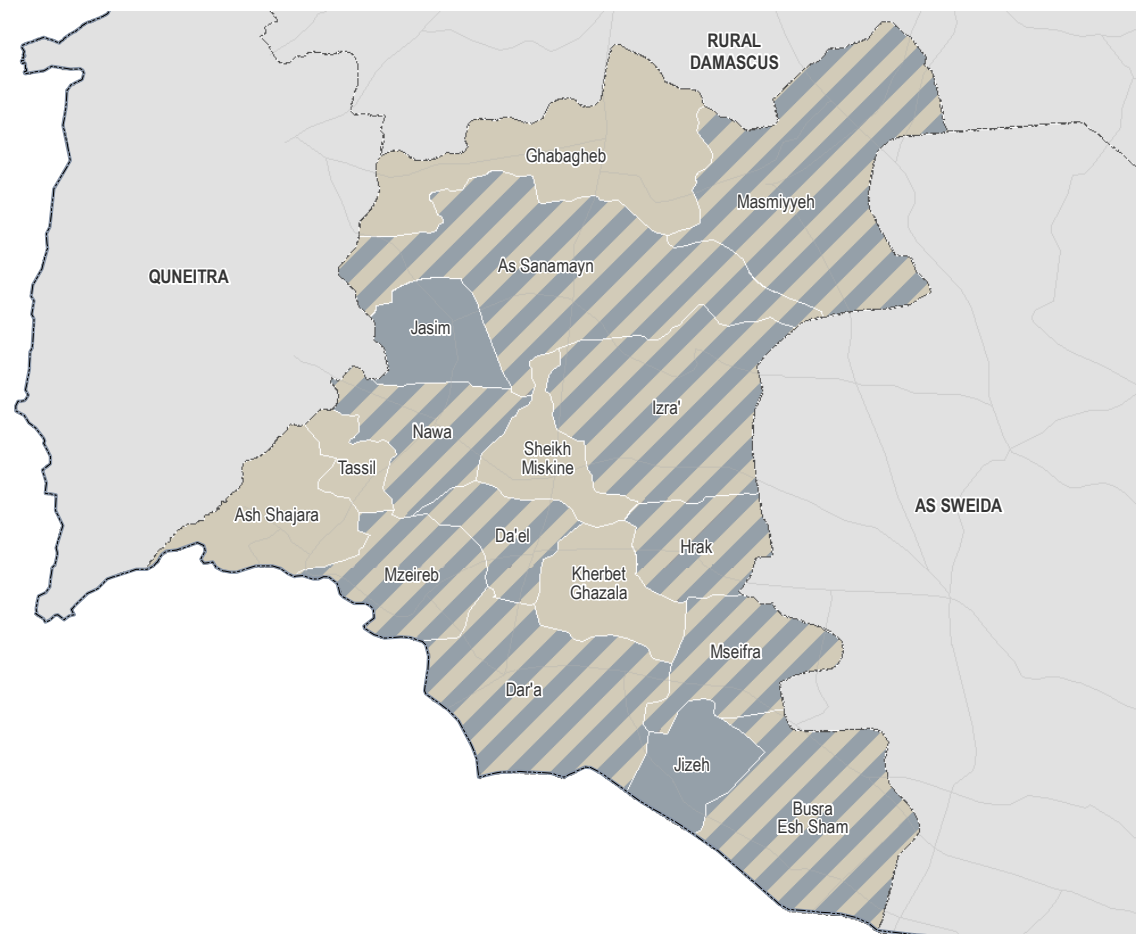 RURAL
DAMASCUS
Ghabagheb
Masmiyyeh
As Sanamayn
QUNEITRA
Jasim
Izra'
Nawa
Sheikh
Miskine
Tassil
Ash Shajara
AS SWEIDA
Da'el
Hrak
Mzeireb
Kherbet
Ghazala
Mseifra
Dar'a
Jizeh
Busra
Esh Sham